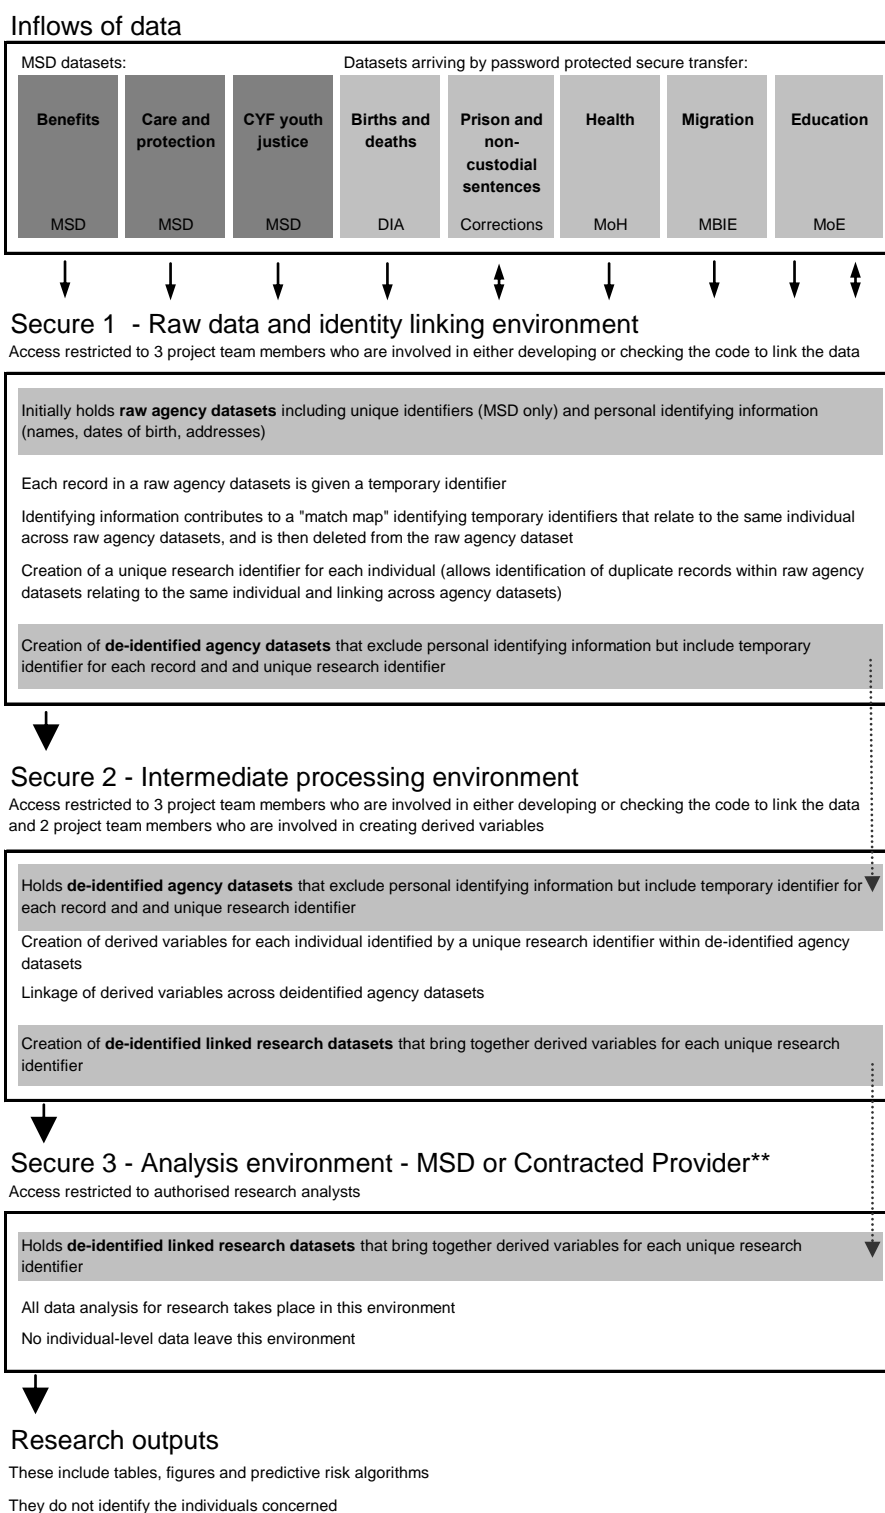 Inflows of data
MSD datasets:
Datasets arriving by password protected secure transfer:
Benefits
MSD
Care and
protection
MSD
CYF youth
justice
MSD
Births and
deaths
DIA
Prison and
non-
custodial
sentences
Corrections
Health
MoH
Migration
MBIE
Education
MoE
Secure 1 - Raw data and identity linking environment
Access restricted to 3 project team members who are involved in either developing or checking the code to link the data
Initially holds raw agency datasets including unique identifiers (MSD only) and personal identifying information
(names, dates of birth, addresses)
Each record in a raw agency datasets is given a temporary identifier
Identifying information contributes to a "match map" identifying temporary identifiers that relate to the same individual
across raw agency datasets, and is then deleted from the raw agency dataset
Creation of a unique research identifier for each individual (allows identification of duplicate records within raw agency
datasets relating to the same individual and linking across agency datasets)
Creation of de-identified agency datasets that exclude personal identifying information but include temporary
identifier for each record and and unique research identifier
Secure 2 - Intermediate processing environment
Access restricted to 3 project team members who are involved in either developing or checking the code to link the data
and 2 project team members who are involved in creating derived variables
Holds de-identified agency datasets that exclude personal identifying information but include temporary identifier for
each record and and unique research identifier
Creation of derived variables for each individual identified by a unique research identifier within de-identified agency
datasets
Linkage of derived variables across deidentified agency datasets
Creation of de-identified linked research datasets that bring together derived variables for each unique research
identifier
Secure 3 - Analysis environment - MSD or Contracted Provider**
Access restricted to authorised research analysts
Holds de-identified linked research datasets that bring together derived variables for each unique research
identifier
All data analysis for research takes place in this environment
No individual-level data leave this environment
Research outputs
These include tables, figures and predictive risk algorithms
They do not identify the individuals concerned